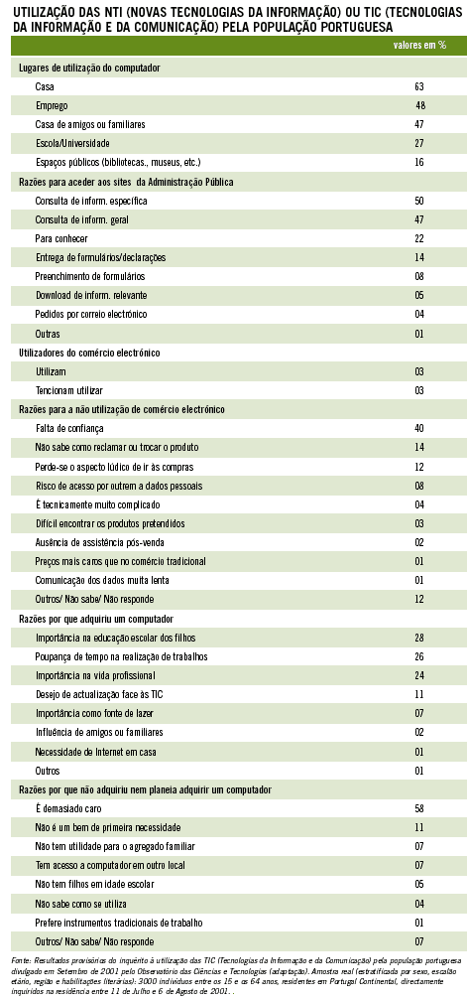 UTILIZAÇÃO DAS NTI (NOVAS TECNOLOGIAS DA INFORMAÇÃO) OU TIC (TECNOLOGIAS
DA INFORMAÇÃO E DA COMUNICAÇÃO) PELA POPULAÇÃO PORTUGUESA
valores em %
Lugares de utilização do computador
Casa 63
Emprego 48
Casa de amigos ou familiares 47
Escola/Universidade 27
Espaços públicos (bibliotecas., museus, etc.) 16
Razões para aceder aos sites da Administração Pública
Consulta de inform. específica 50
Consulta de inform. geral 47
Para conhecer 22
Entrega de formulários/declarações 14
Preenchimento de formulários 08
Download de inform. relevante 05
Pedidos por correio electrónico 04
Outras 01
Utilizadores do comércio electrónico
Utilizam 03
Tencionam utilizar 03
Razões para a não utilização de comércio electrónico
Falta de confiança 40
Não sabe como reclamar ou trocar o produto 14
Perde-se o aspecto lúdico de ir às compras 12
Risco de acesso por outrem a dados pessoais 08
É tecnicamente muito complicado 04
Difícil encontrar os produtos pretendidos 03
Ausência de assistência pós-venda 02
Preços mais caros que no comércio tradicional 01
Comunicação dos dados muita lenta 01
Outros/ Não sabe/ Não responde 12
Razões por que adquiriu um computador
Importância na educação escolar dos filhos 28
Poupança de tempo na realização de trabalhos 26
Importância na vida profissional 24
Desejo de actualização face às TIC 11
Importância como fonte de lazer 07
Influência de amigos ou familiares 02
Necessidade de Internet em casa 01
Outros 01
Razões por que não adquiriu nem planeia adquirir um computador
É demasiado caro 58
Não é um bem de primeira necessidade 11
Não tem utilidade para o agregado familiar 07
Tem acesso a computador em outro local 07
Não tem filhos em idade escolar 05
Não sabe como se utiliza 04
Prefere instrumentos tradicionais de trabalho 01
Outros/ Não sabe/ Não responde 07
Fonte: Resultados provisórios do inquérito à utilização das TIC (Tecnologias da Informação e da Comunicação) pela população portuguesa
divulgado em Setembro de 2001 pelo Observatório das Ciências e Tecnologias (adaptação). Amostra real (estratificada por sexo, escalão
etário, região e habilitações literárias): 3000 indivíduos entre os 15 e os 64 anos, residentes em Portugal Continental, directamente
inquiridos na residência entre 11 de Julho e 6 de Agosto de 2001. .